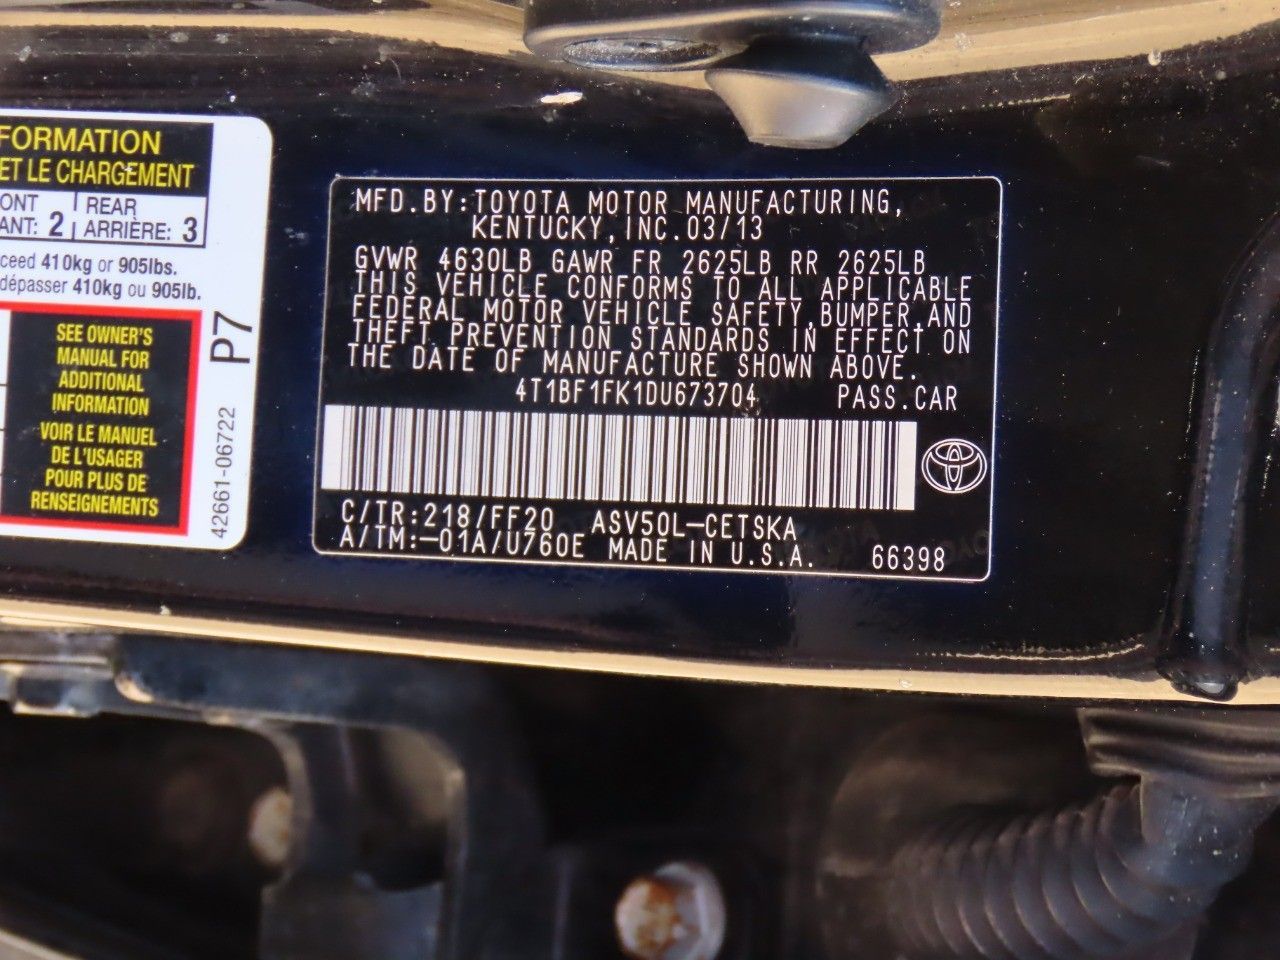 FORMATION
ET LE CHARGEMENT
ONT REAR
ANT: 2 ARRIÈRE: 3
ceed 410kg or 905lbs.
dépasser 410kg ou 905lb.
SEE OWNER'S
MANUAL FOR
ADDITIONAL
INFORMATION
VOIR LE MANUEL
DE L'USAGER
POUR PLUS DE
RENSEIGNEMENTS
P7
42661-06722
MFD.BY:TOYOTA MOTOR MANUFACTURING,
KENTUCKY,INC.03/13
GVWR 4630LB GAWR FR 2625LB RR 2625LB
THIS VEHICLE CONFORMS TO ALL APPLICABLE
FEDERAL MOTOR VEHICLE SAFETY,BUMPER,AND
THEFT PREVENTION STANDARDS IN EFFECT ON
THE DATE OF MANUFACTURE SHOWN ABOVE.
4T1BF1FK1DU673704 PASS.CAR
C/TR:218/FF20 ASV50L-CETSKA
A/TM:-01A/U760E MADE IN U.S.A. 66398